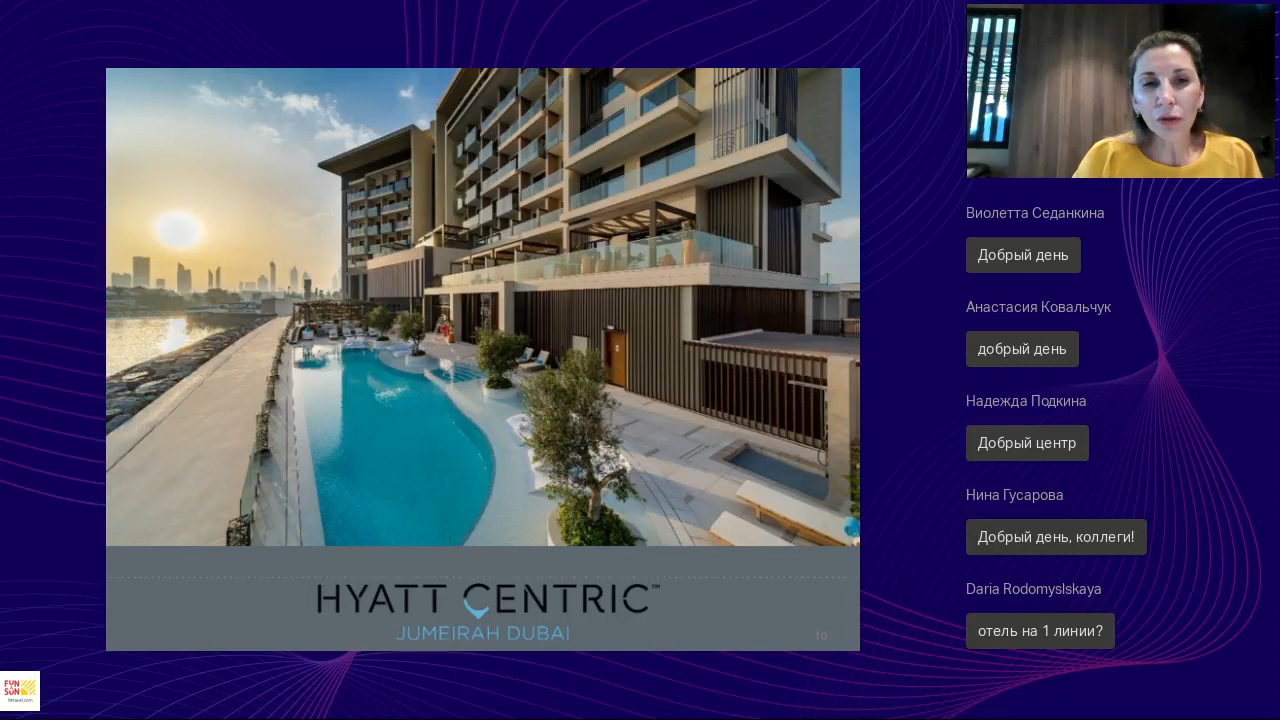 HYATT CENTRIC™
JUMEIRAH DUBAI
10
Виолетта Седанкина
Добрый день
Анастасия Ковальчук
добрый день
Надежда Подкина
Добрый центр
Нина Гусарова
Добрый день, коллеги!
Daria Rodomyslskaya
отель на 1 линии?
FUN
SUN